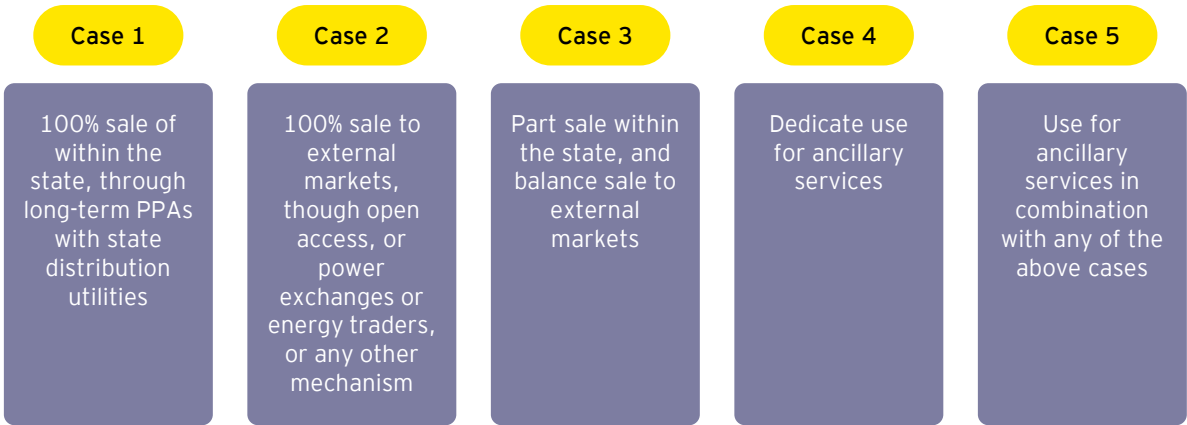 Case 1
100% sale of
within the
state, through
long-term PPAs
with state
distribution
utilities
Case 2
100% sale to
external
markets,
though open
access, or
power
exchanges or
energy traders,
or any other
mechanism
Case 3
Part sale within
the state, and
balance sale to
external
markets
Case 4
Dedicate use
for ancillary
services
Case 5
Use for
ancillary
services in
combination
with any of the
above cases